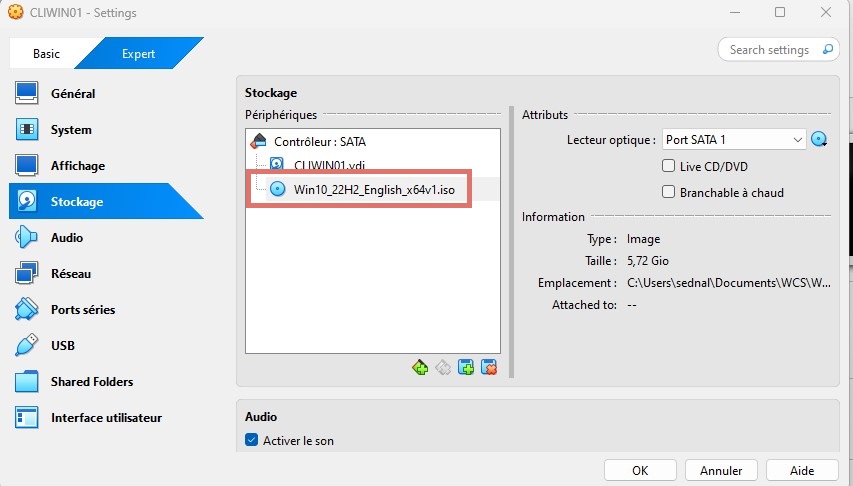 CLIWIN01 - Settings
Basic
Expert
Search settings
Général
System
Affichage
Stockage
Audio
Réseau
Ports séries
USB
Shared Folders
Interface utilisateur
Stockage
Périphériques
Contrôleur : SATA
CLIWIN01.vdi
Win10_22H2_English_x64v1.iso
Attributs
Lecteur optique : Port SATA 1
Live CD/DVD
Branchable à chaud
Information
Type : Image
Taille : 5,72 Gio
Emplacement : C:\Users\sednal\Documents\WCS\W...
Attached to: --
Audio
Activer le son
OK
Annuler
Aide